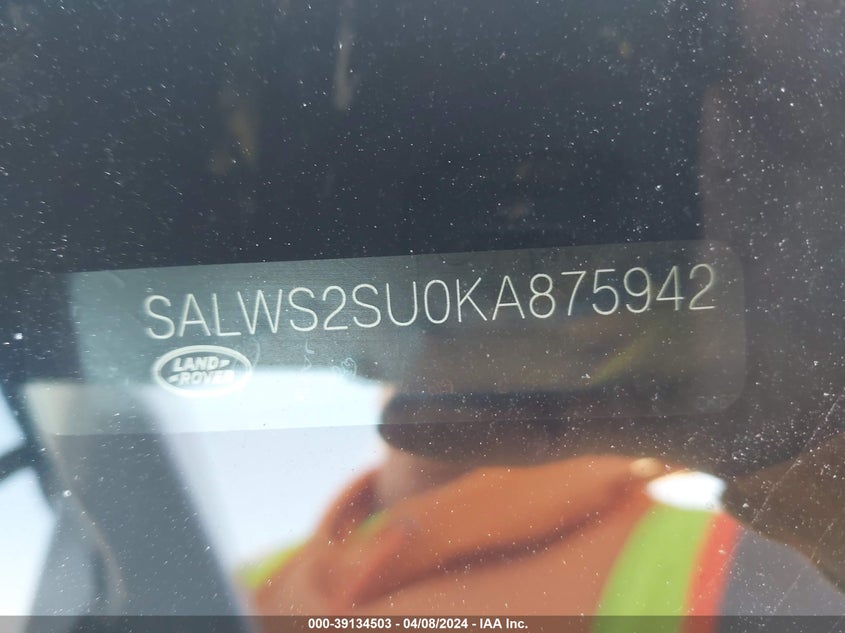 SALWS2SU0KA875942
LAND
ROVER
000-39134503 - 04/08/2024 - IAA Inc.